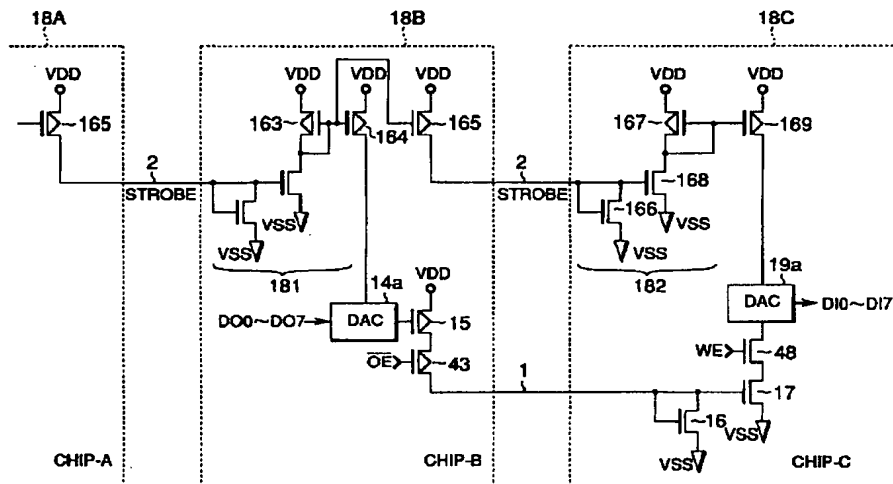 18A
18B
18C
VDD
VDD
VDD
VDD
VDD
VDD
165
163
164
165
167
169
2
STROBE
2
STROBE
168
166
VSS
VSS
VSS
VSS
181
182
14a
VDD
19a
DO0~DO7
DAC
15
DAC
DI0~DI7
OE
43
WE
48
1
17
16
VSS
VSS
CHIP-A
CHIP-B
CHIP-C